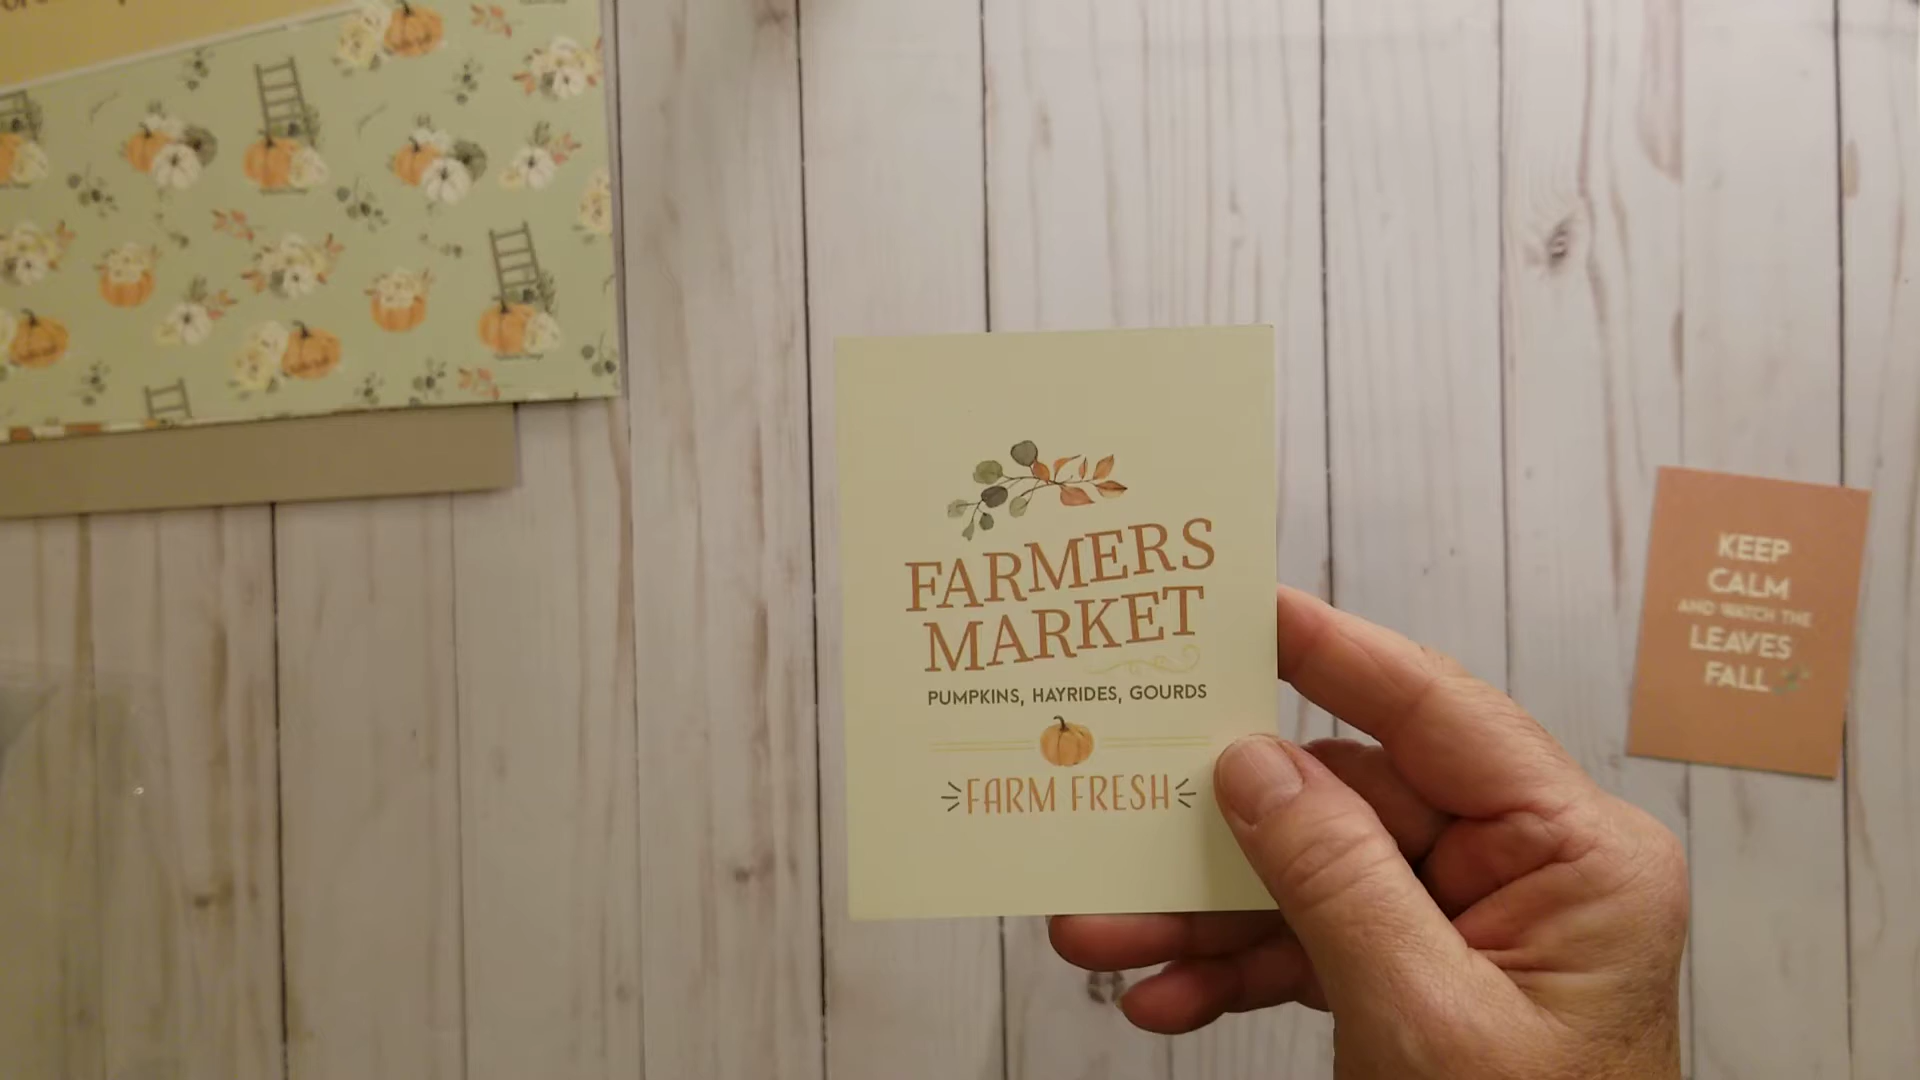 FARMERS
MARKET
PUMPKINS, HAYRIDES, GOURDS
FARM FRESH
KEEP
CALM
AND WATCH THE
LEAVES
FALL